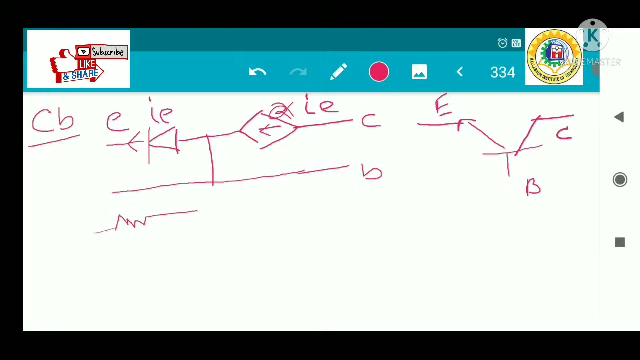 Subscribe
LIKE
& SHARE
334
K
Cb e ie αie c E C
b B